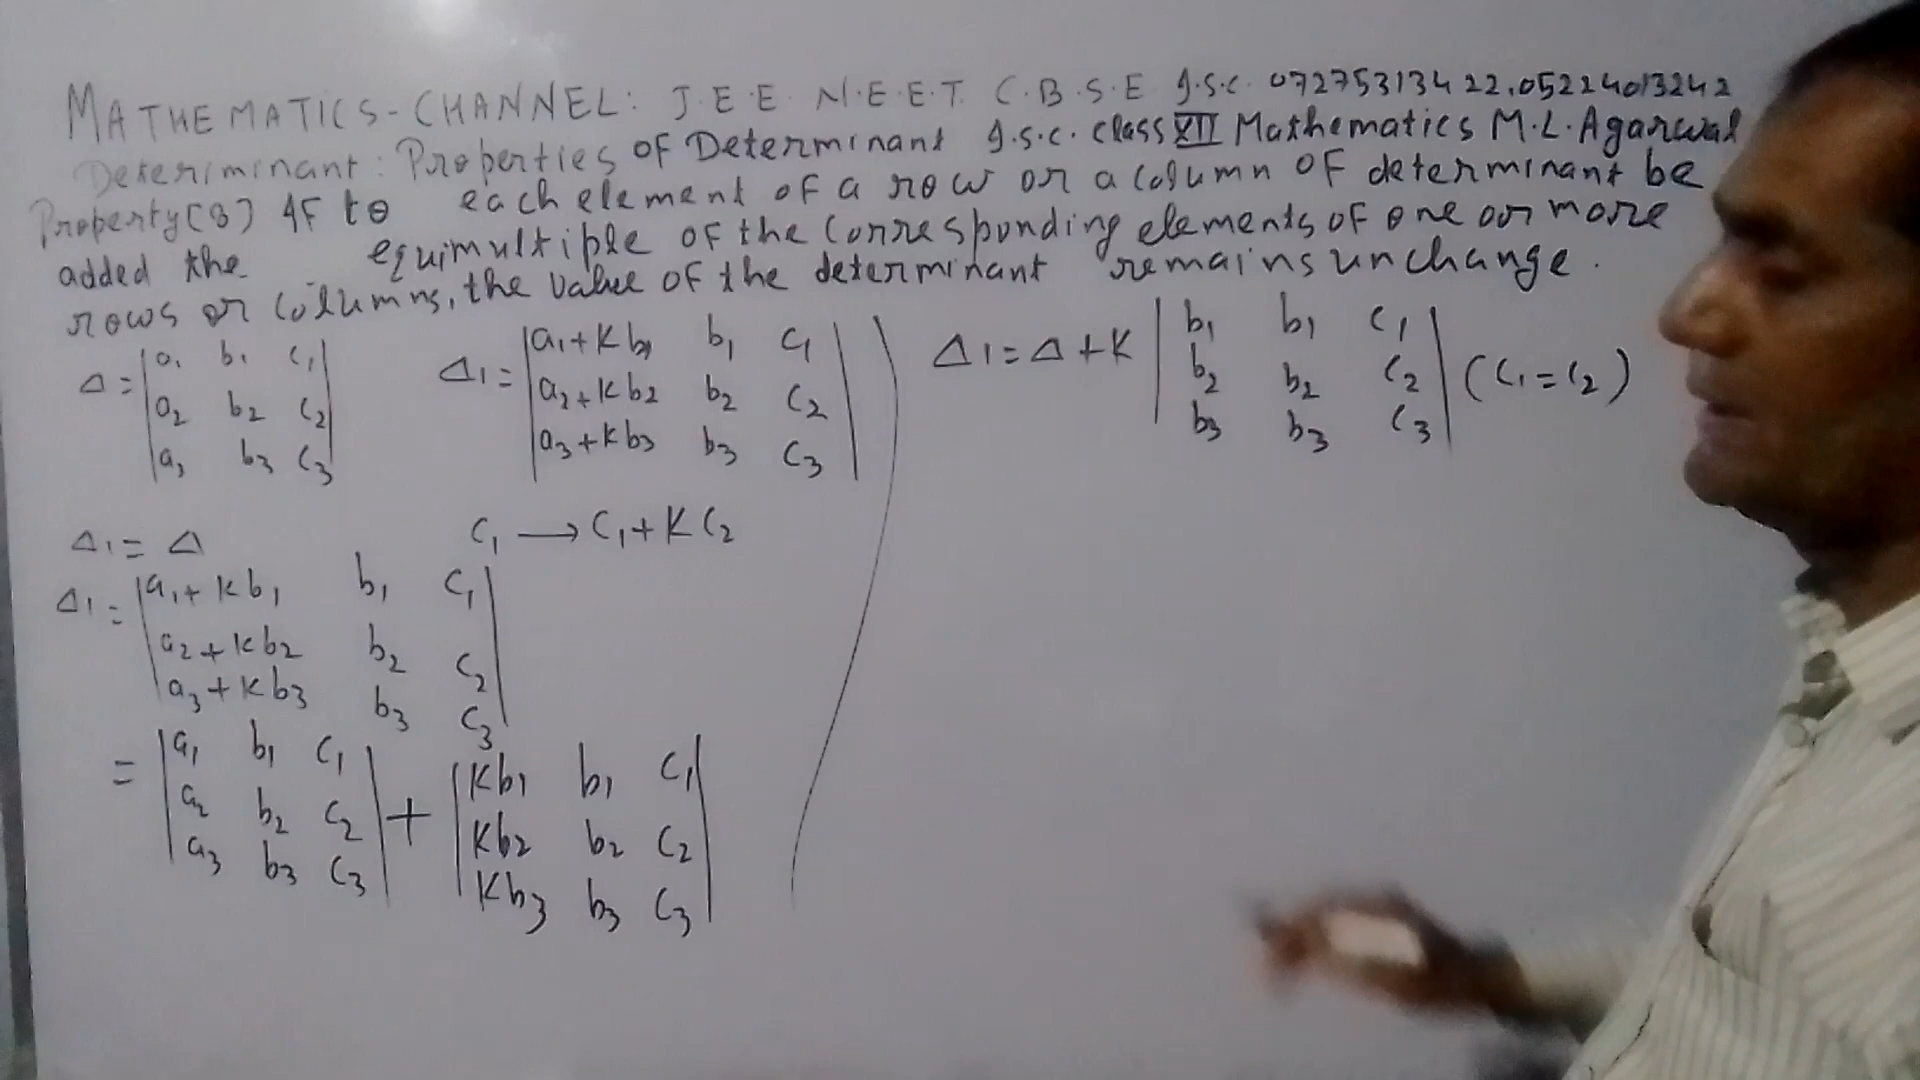 MATHEMATICS-CHANNEL: J.E.E. N.E.E.T. C.B.S.E I.S.C. 07275313422,05224013242
Deteriminant: Properties of Determinant I.S.C. Class XII Mathematics M.L. Agarwal
Property(8) If to each element of a row or a column of determinant be
added the equimultiple of the corresponding elements of one or more
rows or columns, the value of the determinant remains unchange.
Δ = | a1 b1 c1 |
| a2 b2 c2 |
| a3 b3 c3 |
Δ1 = | a1+Kb1 b1 c1 |
| a2+Kb2 b2 c2 |
| a3+Kb3 b3 c3 |
Δ1 = Δ C1 → C1+KC2
Δ1 = | a1+Kb1 b1 c1 |
| a2+Kb2 b2 c2 |
| a3+Kb3 b3 c3 |
= | a1 b1 c1 | + | Kb1 b1 c1 |
| a2 b2 c2 | | Kb2 b2 c2 |
| a3 b3 c3 | | Kb3 b3 c3 |
Δ1 = Δ + K | b1 b1 c1 |
| b2 b2 c2 | (C1=C2)
| b3 b3 c3 |